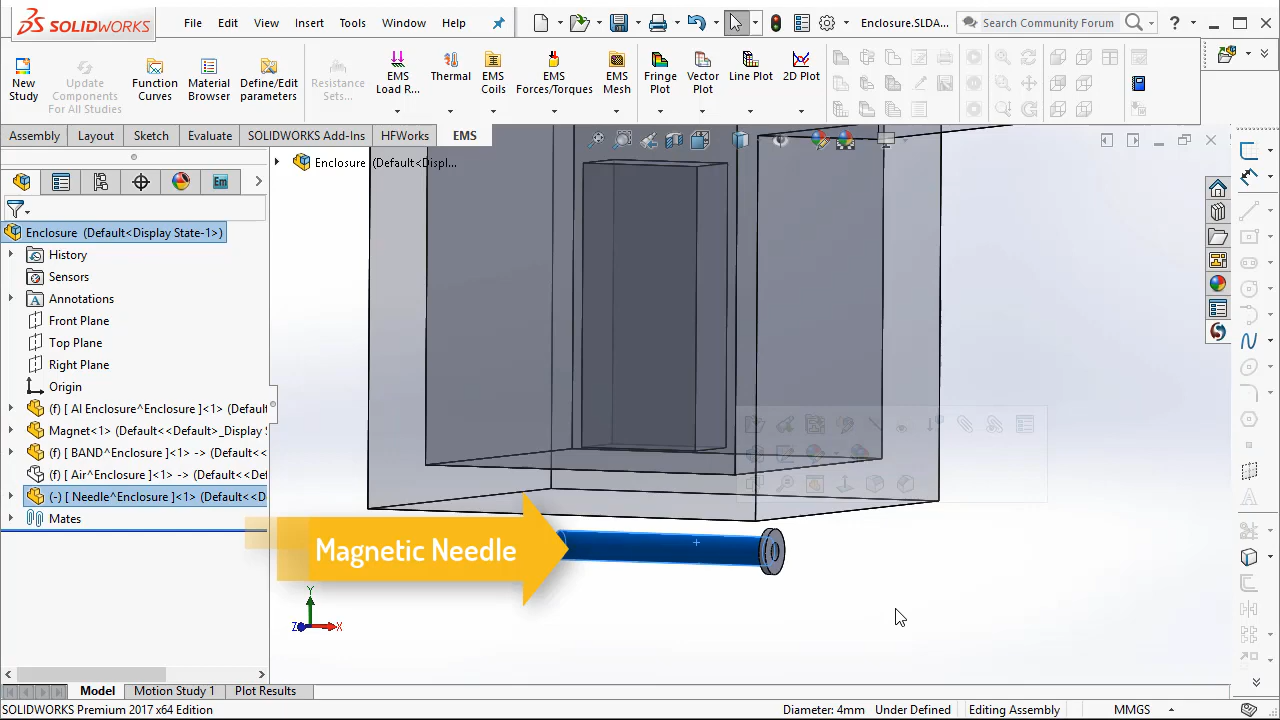 SOLIDWORKS
File Edit View Insert Tools Window Help
Enclosure.SLDA...
Search Community Forum
?
New Study
Update Components For All Studies
Function Curves
Material Browser
Define/Edit parameters
Resistance Sets...
EMS Load R...
Thermal
EMS Coils
EMS Forces/Torques
EMS Mesh
Fringe Plot
Vector Plot
Line Plot
2D Plot
Assembly Layout Sketch Evaluate SOLIDWORKS Add-Ins HFWorks EMS
Enclosure (Default<Displ...
Em
Enclosure (Default<Display State-1>)
History
Sensors
A Annotations
Front Plane
Top Plane
Right Plane
Origin
(f) [ Al Enclosure^Enclosure ]<1> (Default
Magnet<1> (Default<<Default>_Display S
(f) [ BAND^Enclosure ]<1> -> (Default<<
(f) [Air^Enclosure ]<1> -> (Default<<Def
(-) [ Needle^Enclosure ]<1> (Default<<D
Mates
Magnetic Needle
Y
Z X
Model Motion Study 1 Plot Results
SOLIDWORKS Premium 2017 x64 Edition
Diameter: 4mm Under Defined Editing Assembly MMGS